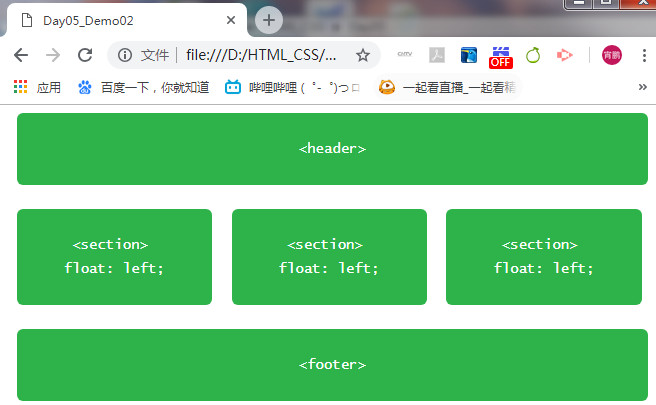 Day05_Demo02
文件 file:///D:/HTML_CSS/...
OFF
宵鹏
应用 百度一下，你就知道 哔哩哔哩 ( ゜- ゜)つロ 一起看直播_一起看精
<header>
<section> <section> <section>
float: left; float: left; float: left;
<footer>